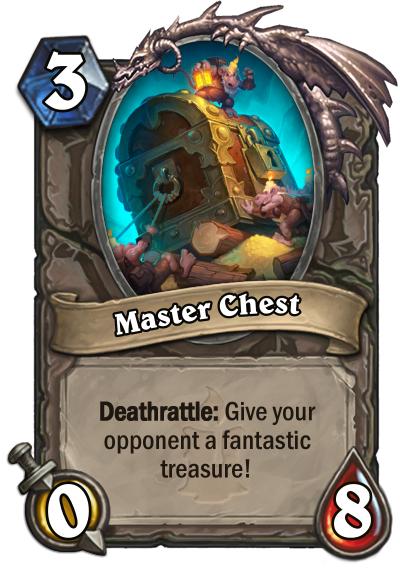 3
Master Chest
Deathrattle: Give your
opponent a fantastic
treasure!
0
8